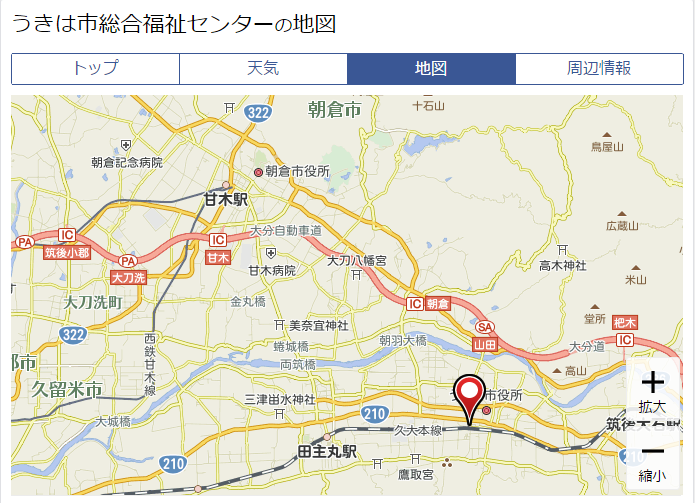 うきは市総合福祉センターの地図
トップ
天気
地図
周辺情報
322
朝倉市
十石山
鳥屋山
朝倉記念病院
朝倉市役所
甘木駅
広蔵山
IC
PA
筑後小郡
IC
大分自動車道
甘木
PA
大刀洗
甘木病院
大刀八幡宮
高木神社
米山
大刀洗町
金丸橋
IC
朝倉
堂所
杷木
322
美奈宜神社
SA
IC
西鉄甘木線
蜷城橋
朝羽大橋
山田
大分道
両筑橋
高山
久留米市
拡大
三津出水神社
市役所
210
大城橋
久大本線
田主丸駅
210
鷹取宮
縮小
210